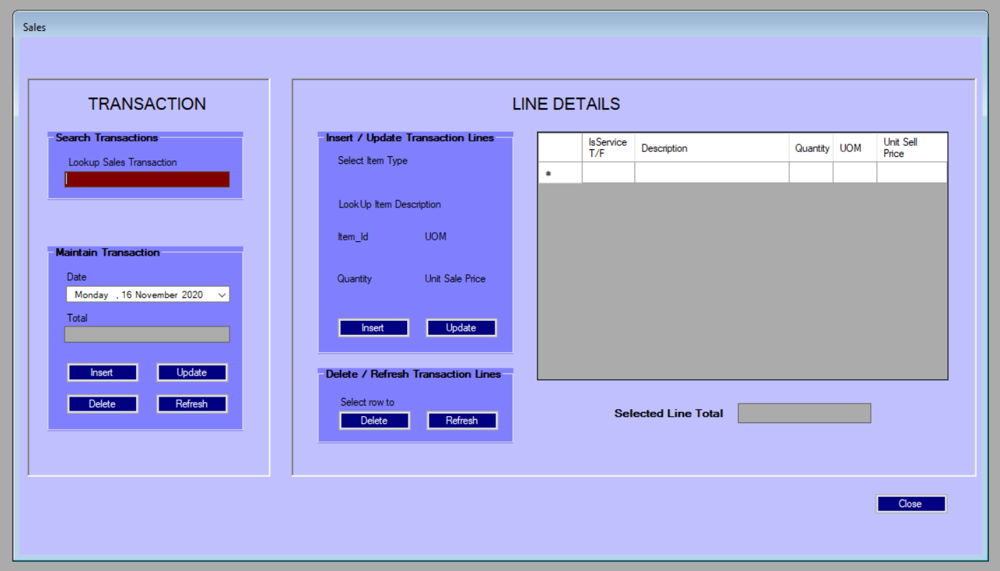 Sales
TRANSACTION
Search Transactions
Lookup Sales Transaction
Maintain Transaction
Date
Monday , 16 November 2020
Total
Insert Update
Delete Refresh
LINE DETAILS
Insert / Update Transaction Lines
Select Item Type
LookUp Item Description
Item_Id UOM
Quantity Unit Sale Price
Insert Update
Delete / Refresh Transaction Lines
Select row to
Delete Refresh
IsService T/F Description Quantity UOM Unit Sell Price
Selected Line Total
Close